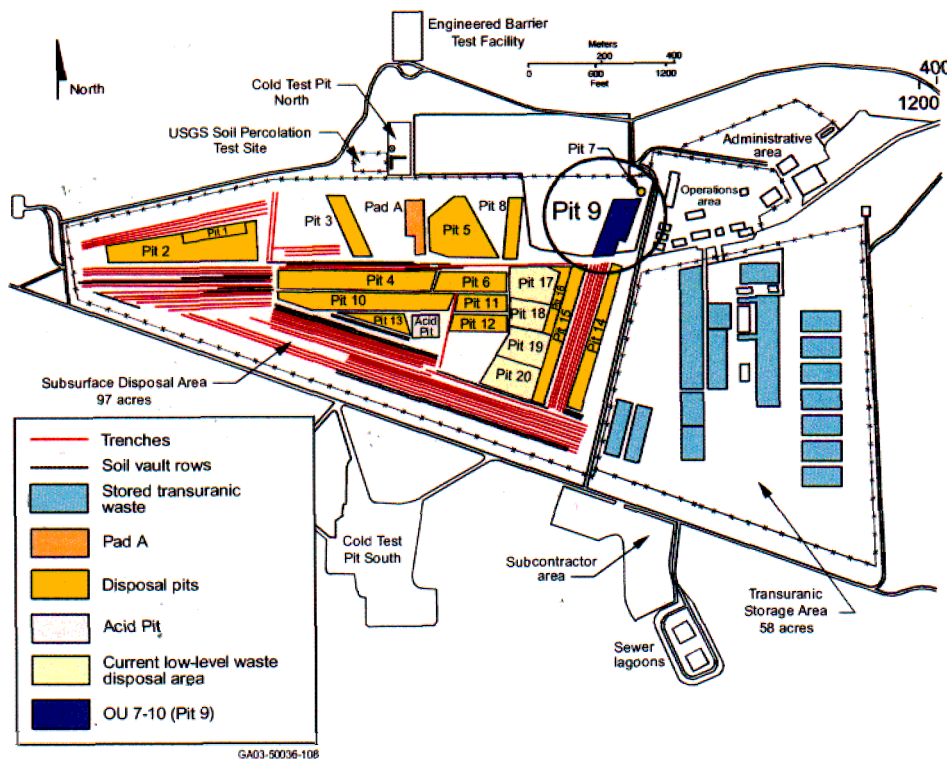 Engineered Barrier
Test Facility
Meters
200 400
0 600 1200
Feet
400
1200
North
Cold Test Pit
North
USGS Soil Percolation
Test Site
Administrative
area
Pit 7
Operations
area
Pit 9
Pit 3
Pad A
Pit 8
Pit 5
Pit 1
Pit 2
Pit 4
Pit 6
Pit 17
Pit 16
Pit 10
Pit 11
Pit 18
Pit 15
Pit 14
Pit 13
Acid
Pit
Pit 12
Pit 19
Pit 20
Subsurface Disposal Area
97 acres
Trenches
Soil vault rows
Stored transuranic
waste
Pad A
Disposal pits
Acid Pit
Current low-level waste
disposal area
OU 7-10 (Pit 9)
Cold Test
Pit South
Subcontractor
area
Transuranic
Storage Area
58 acres
Sewer
lagoons
GA03-50036-108